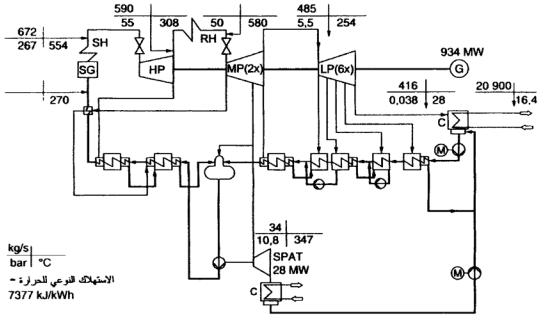 590
55 308
50
580
485
5,5 254
672
267 554
SH
RH
SG
HP
MP(2x)
LP(6x)
G
934 MW
416
0,038 28
20 900
16,4
270
C
M
34
10,8 347
SPAT
28 MW
C
M
kg/s
bar °C
الاستهلاك النوعي للحرارة -
7377 kJ/kWh